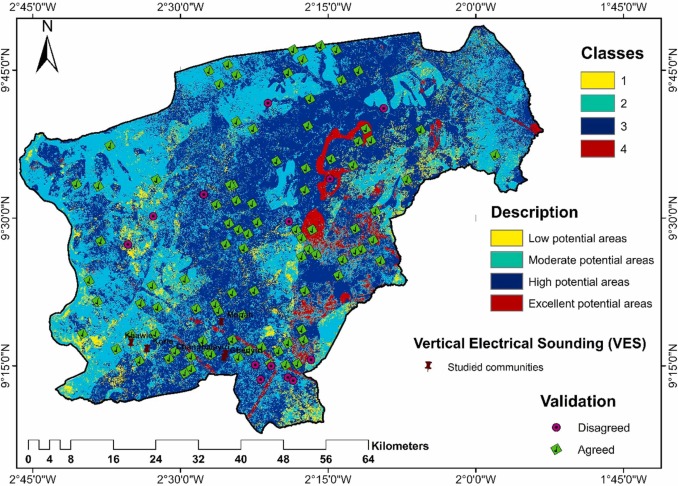 2°45'0"W 2°30'0"W 2°15'0"W 2°0'0"W 1°45'0"W
N
9°45'0"N
9°30'0"N
9°15'0"N
9°45'0"N
9°30'0"N
9°15'0"N
Classes
1
2
3
4
Description
Low potential areas
Moderate potential areas
High potential areas
Excellent potential areas
Vertical Electrical Sounding (VES)
Studied communities
Validation
Disagreed
Agreed
Kilometers
0 4 8 16 24 32 40 48 56 64
2°45'0"W 2°30'0"W 2°15'0"W 2°0'0"W 1°45'0"W